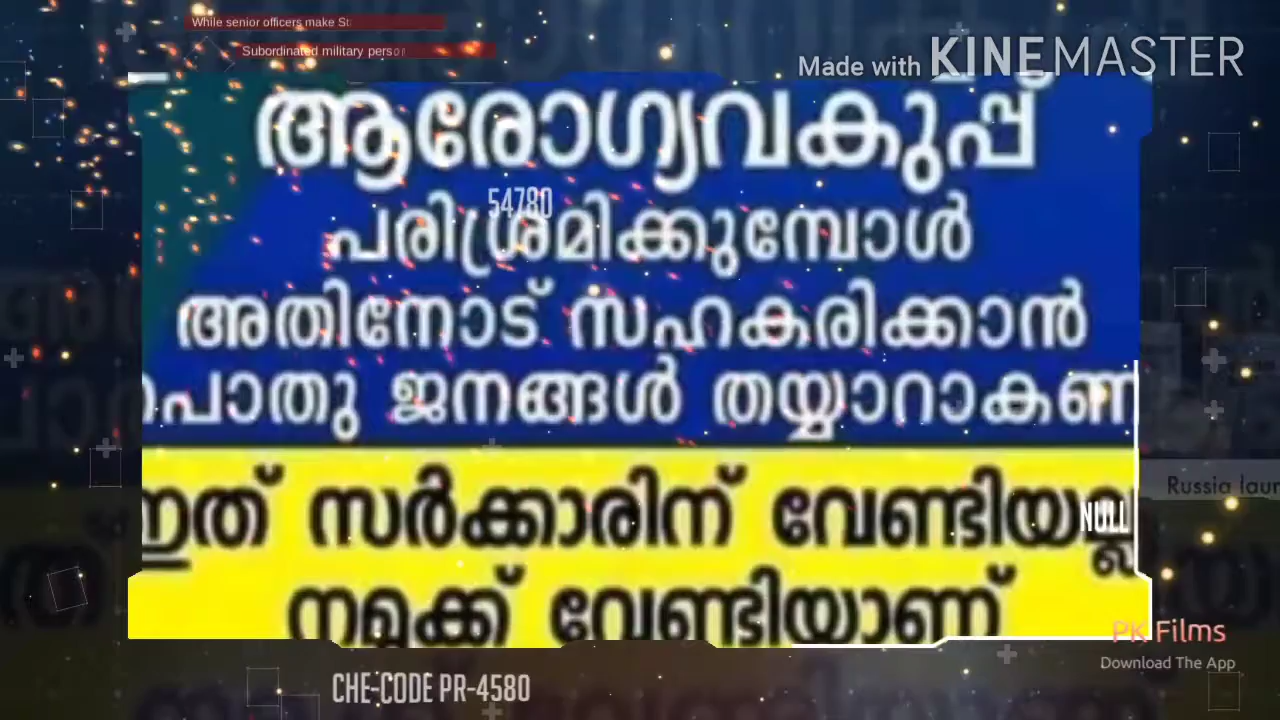 While senior officers make St
Subordinated military person
Made with KINEMASTER
ആരോഗ്യവകുപ്പ്
54780
പരിശ്രമിക്കുമ്പോൾ
അതിനോട് സഹകരിക്കാൻ
പൊതു ജനങ്ങൾ തയ്യാറാകണ
Russia laun
ഇത് സർക്കാരിന് വേണ്ടിയല്ല
NULL
നമുക്ക് വേണ്ടിയാണ്
PK Films
Download The App
CHE-CODE PR-4580